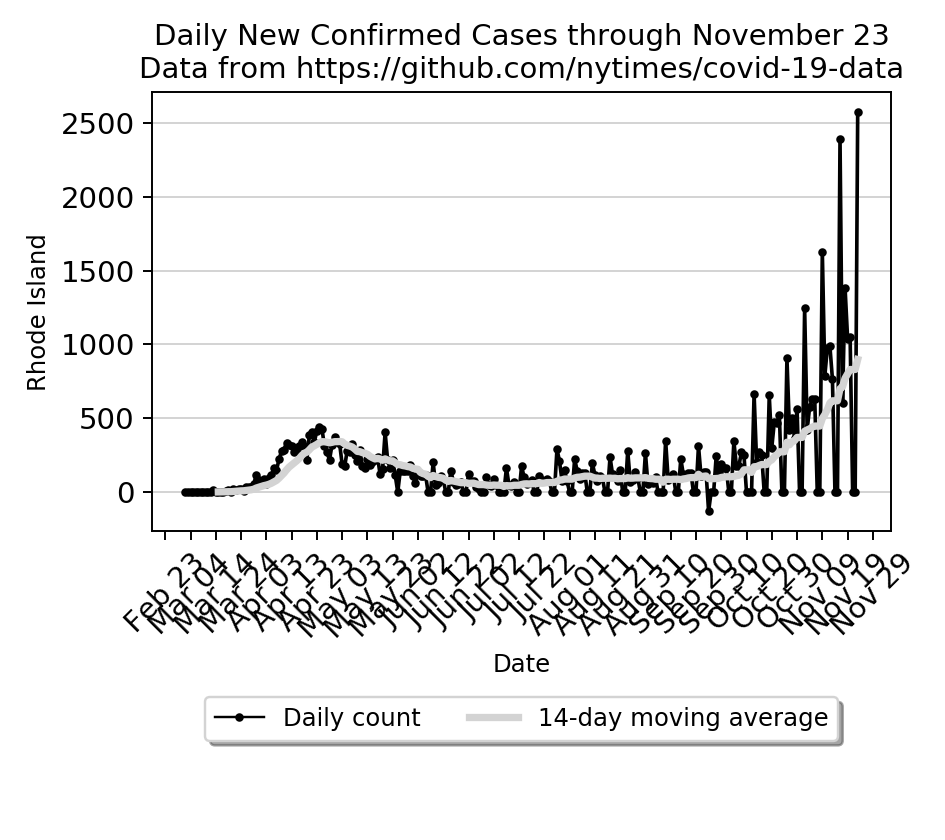 Daily New Confirmed Cases through November 23
Data from https://github.com/nytimes/covid-19-data
Rhode Island
2500
2000
1500
1000
500
0
Feb 23
Mar 04
Mar 14
Mar 24
Apr 03
Apr 13
Apr 23
May 03
May 13
May 23
Jun 02
Jun 12
Jun 22
Jul 02
Jul 12
Jul 22
Aug 01
Aug 11
Aug 21
Aug 31
Sep 10
Sep 20
Sep 30
Oct 10
Oct 20
Oct 30
Nov 09
Nov 19
Nov 29
Date
Daily count
14-day moving average